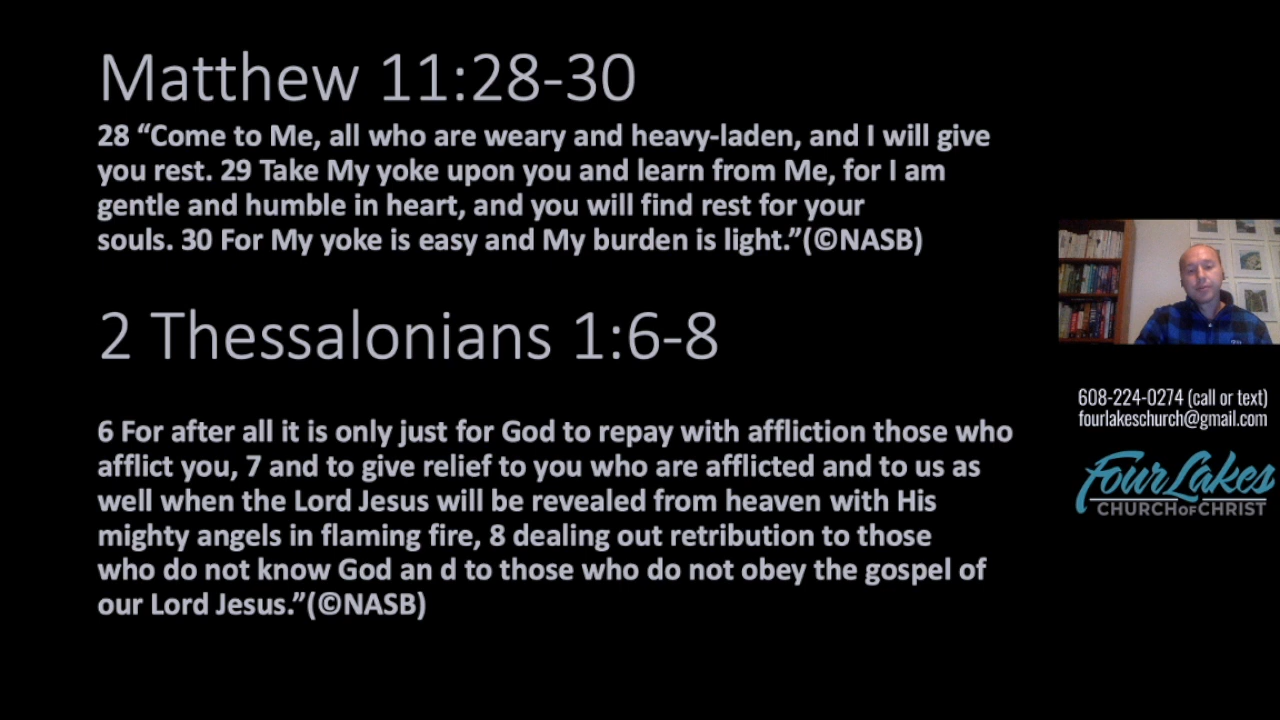 Matthew 11:28-30
28 “Come to Me, all who are weary and heavy-laden, and I will give
you rest. 29 Take My yoke upon you and learn from Me, for I am
gentle and humble in heart, and you will find rest for your
souls. 30 For My yoke is easy and My burden is light.”(©NASB)
2 Thessalonians 1:6-8
6 For after all it is only just for God to repay with affliction those who
afflict you, 7 and to give relief to you who are afflicted and to us as
well when the Lord Jesus will be revealed from heaven with His
mighty angels in flaming fire, 8 dealing out retribution to those
who do not know God an d to those who do not obey the gospel of
our Lord Jesus.”(©NASB)
608-224-0274 (call or text)
fourlakeschurch@gmail.com
Four Lakes
CHURCH OF CHRIST